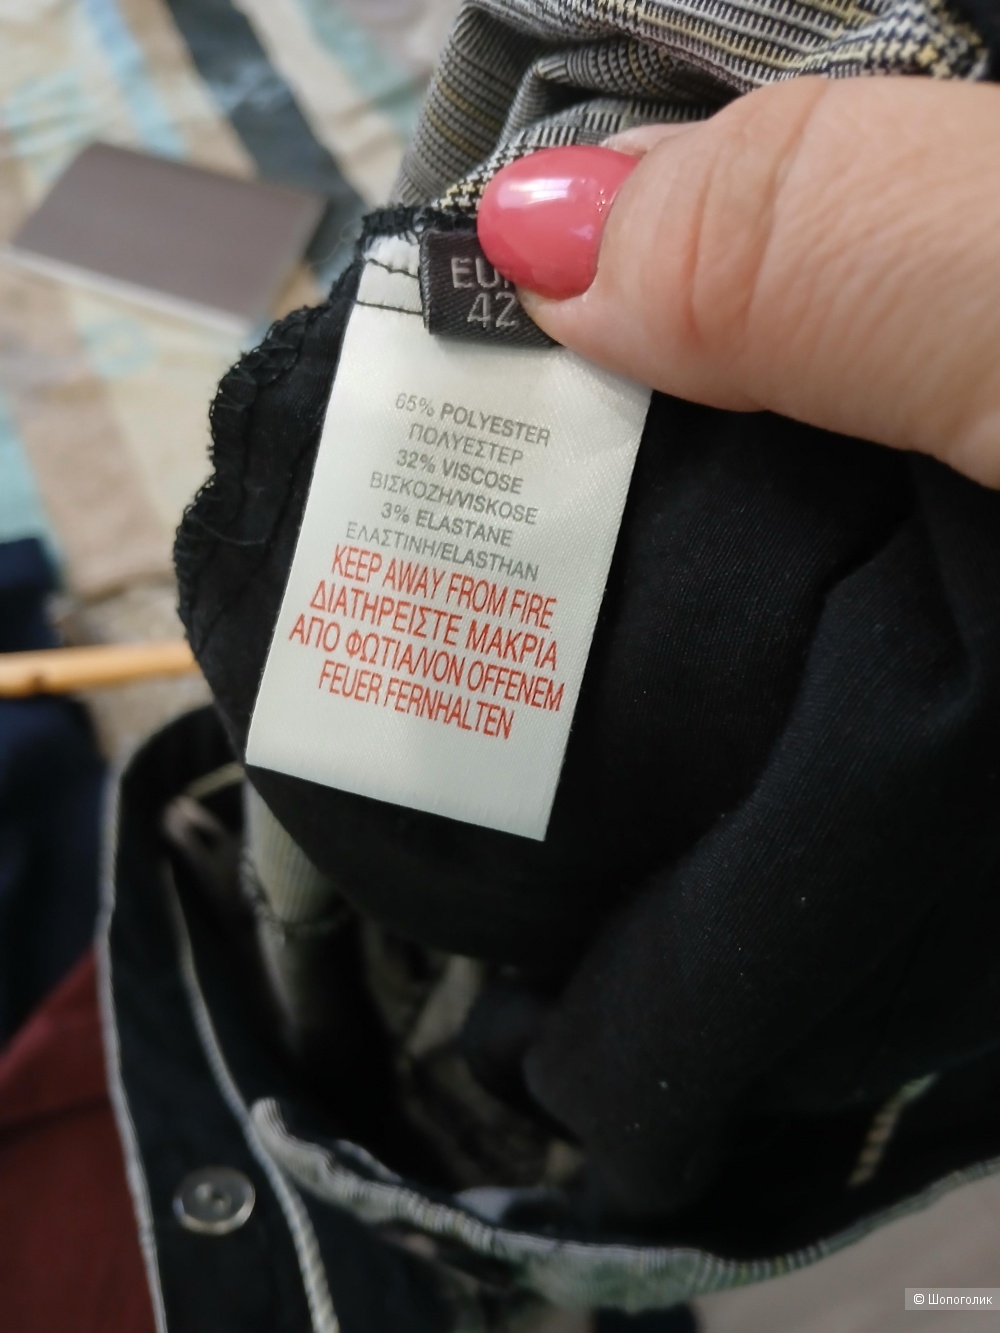 42
65% POLYESTER
ΠΟΛΥΕΣΤΕΡ
32% VISCOSE
ΒΙΣΚΟΖΗ/VISKOSE
3% ELASTANE
ΕΛΑΣΤΙΝΗ/ELASTHAN
KEEP AWAY FROM FIRE
ΔΙΑΤΗΡΕΙΣΤΕ ΜΑΚΡΙΑ
ΑΠΟ ΦΩΤΙΑ/VON OFFENEM
FEUER FERNHALTEN
© Шопоголик